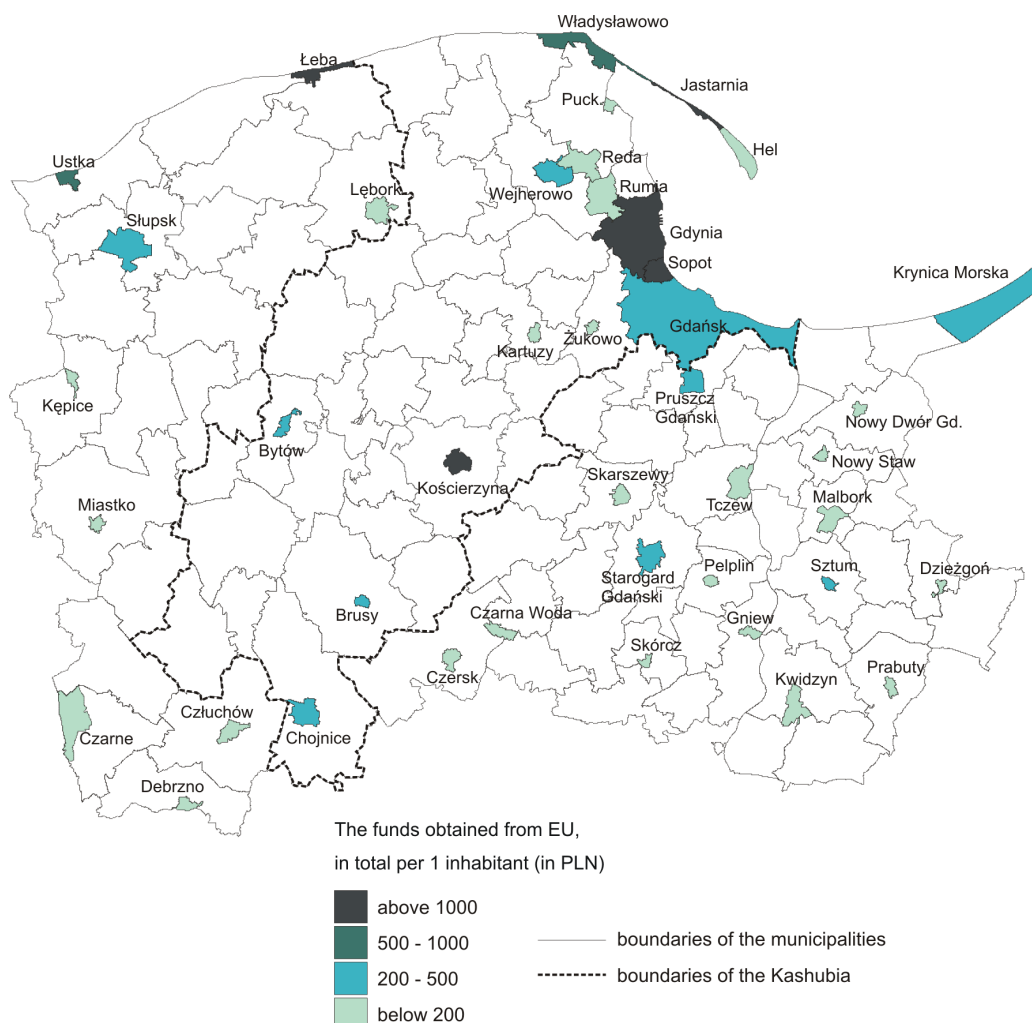 Władysławowo
Łeba
Jastarnia
Puck.
Hel
Ustka
Reda
Lębork
Wejherowo
Rumia
Słupsk
Gdynia
Sopot
Krynica Morska
Gdańsk
Kartuzy
Żukowo
Kępice
Pruszcz
Gdański
Nowy Dwór Gd.
Bytów
Nowy Staw
Skarszewy
Kościerzyna
Malbork
Miastko
Tczew
Pelplin
Sztum
Dzieżgoń
Starogard
Gdański
Brusy
Czarna Woda
Gniew
Skórcz
Prabuty
Czersk
Kwidzyn
Człuchów
Czarne
Chojnice
Debrzno
The funds obtained from EU,
in total per 1 inhabitant (in PLN)
above 1000
500 - 1000
200 - 500
below 200
boundaries of the municipalities
boundaries of the Kashubia